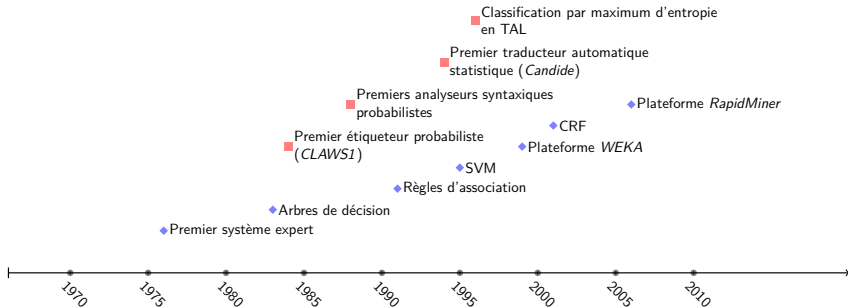 Classification par maximum d'entropie
en TAL
Premier traducteur automatique
statistique (Candide)
Premiers analyseurs syntaxiques
probabilistes
Plateforme RapidMiner
CRF
Premier étiqueteur probabiliste
(CLAWS1)
Plateforme WEKA
SVM
Règles d'association
Arbres de décision
Premier système expert
1970
1975
1980
1985
1990
1995
2000
2005
2010